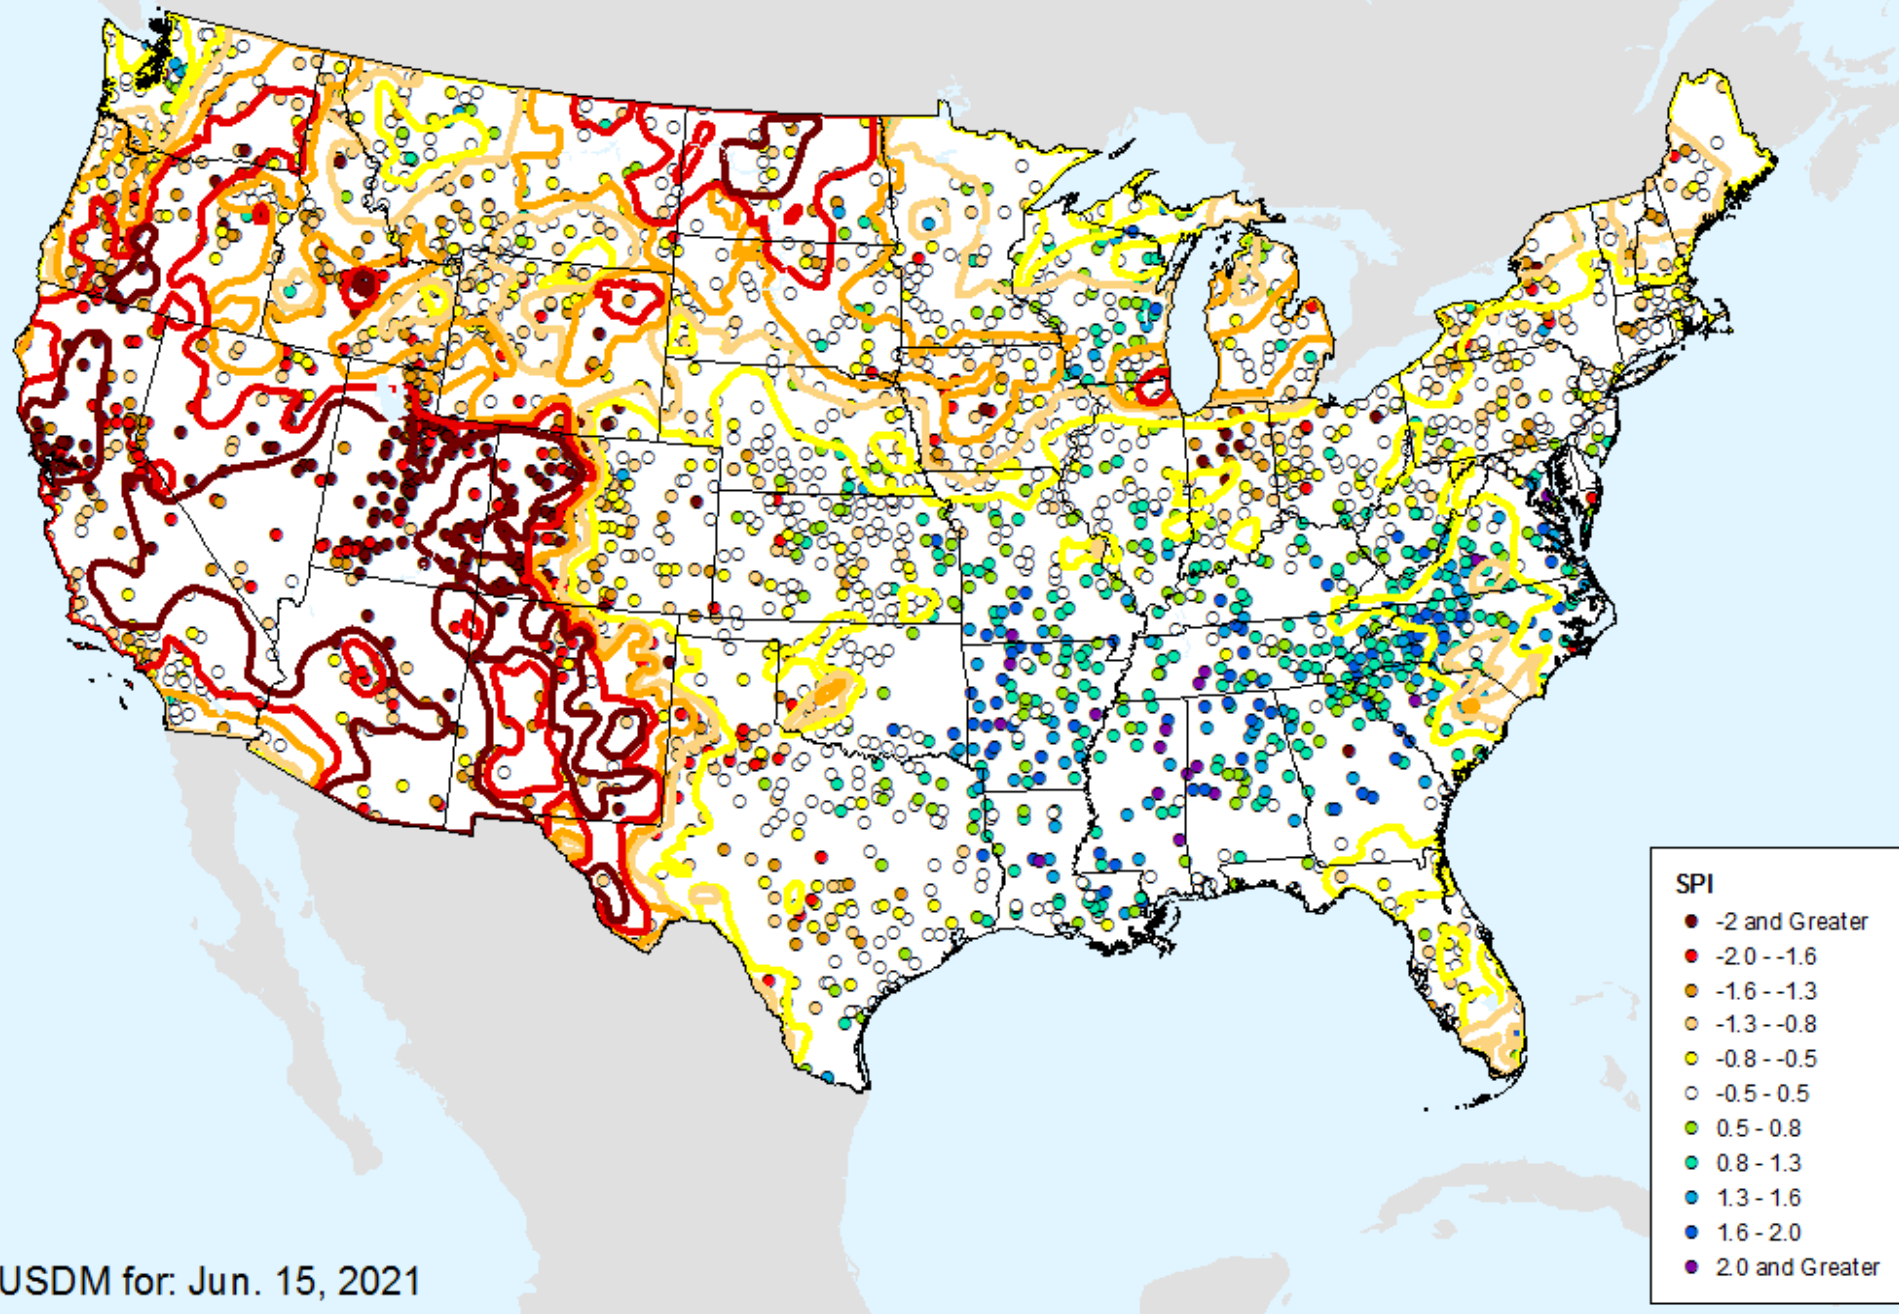 SPI
-2 and Greater
-2.0 - -1.6
-1.6 - -1.3
-1.3 - -0.8
-0.8 - -0.5
-0.5 - 0.5
0.5 - 0.8
0.8 - 1.3
1.3 - 1.6
1.6 - 2.0
2.0 and Greater
USDM for: Jun. 15, 2021